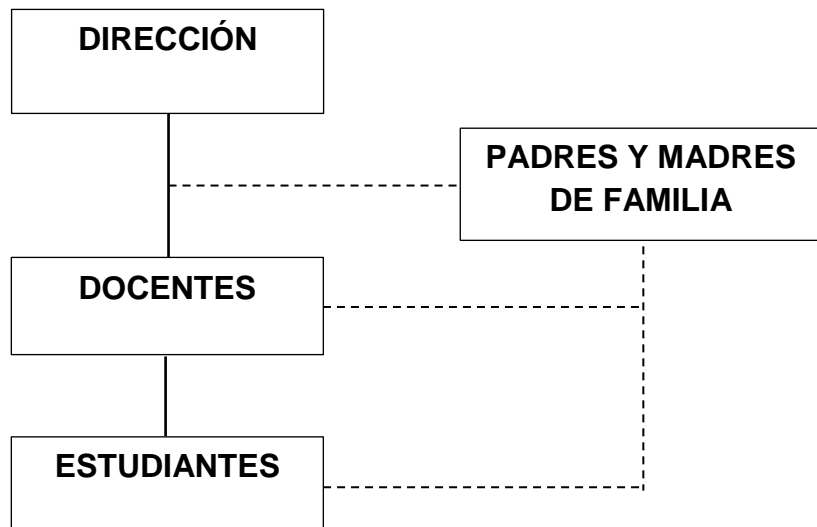 DIRECCIÓN
PADRES Y MADRES
DE FAMILIA
DOCENTES
ESTUDIANTES